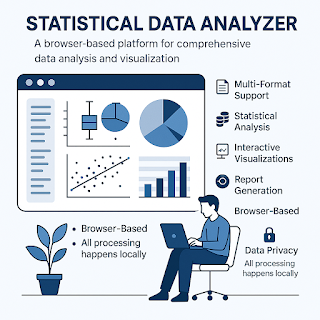 STATISTICAL DATA ANALYZER
A browser-based platform for comprehensive
data analysis and visualization
Multi-Format
Support
Statistical
Analysis
Interactive
Visualizations
Report
Generation
Browser-Based
• Browser-Based
• All processing
happens locally
Data Privacy
All processing
happens locally